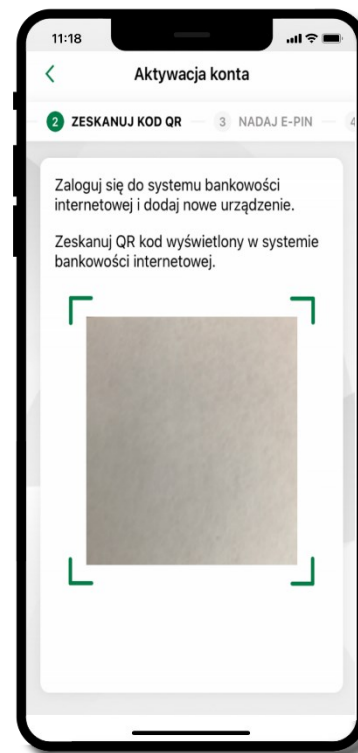 11:18
Aktywacja konta
2 ZESKANUJ KOD QR 3 NADAJ E-PIN 4
Zaloguj się do systemu bankowości
internetowej i dodaj nowe urządzenie.
Zeskanuj QR kod wyświetlony w systemie
bankowości internetowej.